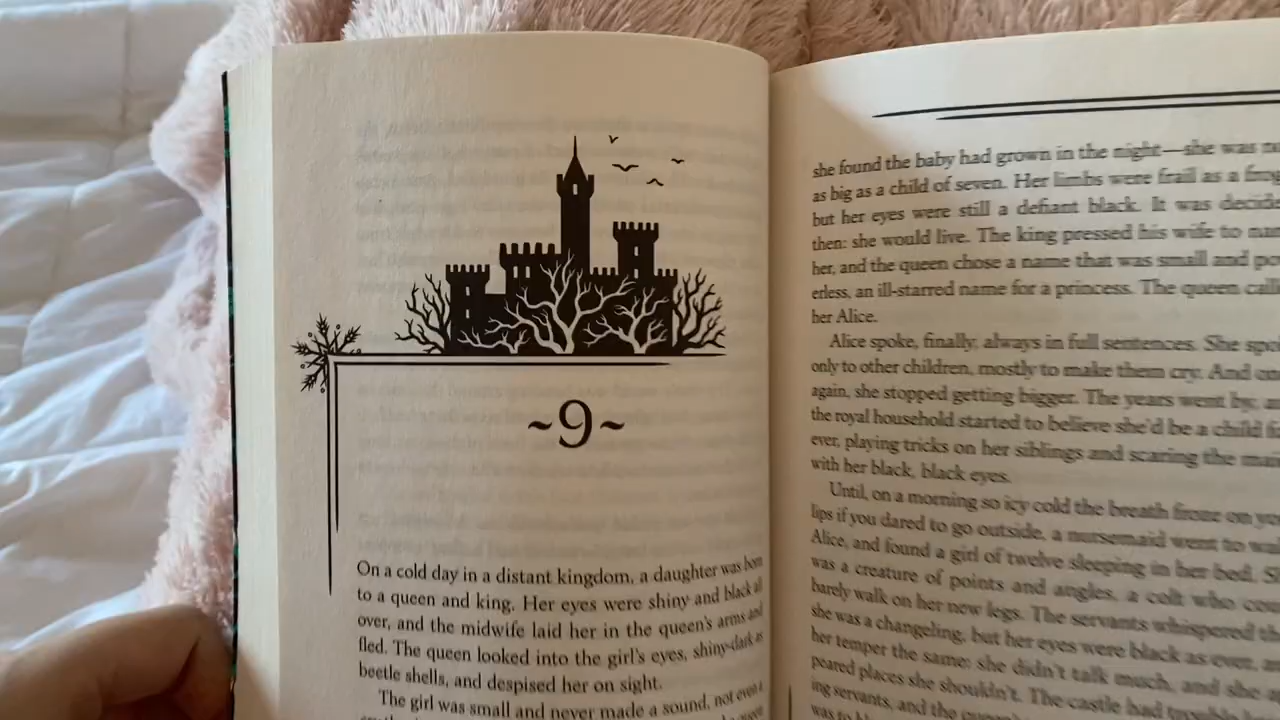 ~9~
On a cold day in a distant kingdom, a daughter was born
to a queen and king. Her eyes were shiny and black all
over, and the midwife laid her in the queen's arms and
fled. The queen looked into the girl's eyes, shiny-dark as
beetle shells, and despised her on sight.
The girl was small and never made a sound, not even a
she found the baby had grown in the night—she was
as big as a child of seven. Her limbs were frail as a
but her eyes were still a defiant black. It was
then: she would live. The king pressed his wife to
her, and the queen chose a name that was small and
erless, an ill-starred name for a princess. The queen
her Alice.
Alice spoke, finally, always in full sentences. She
only to other children, mostly to make them cry. And
again, she stopped getting bigger. The years went by,
the royal household started to believe she'd be a child
ever, playing tricks on her siblings and scaring the
with her black, black eyes.
Until, on a morning so icy cold the breath froze on
lips if you dared to go outside, a nursemaid went to
Alice, and found a girl of twelve sleeping in her bed.
was a creature of points and angles, a colt who
barely walk on her new legs. The servants whispered
she was a changeling, but her eyes were black as ever,
her temper the same: she didn't talk much, and she
peared places she shouldn't. The castle had trouble
ing servants, and the